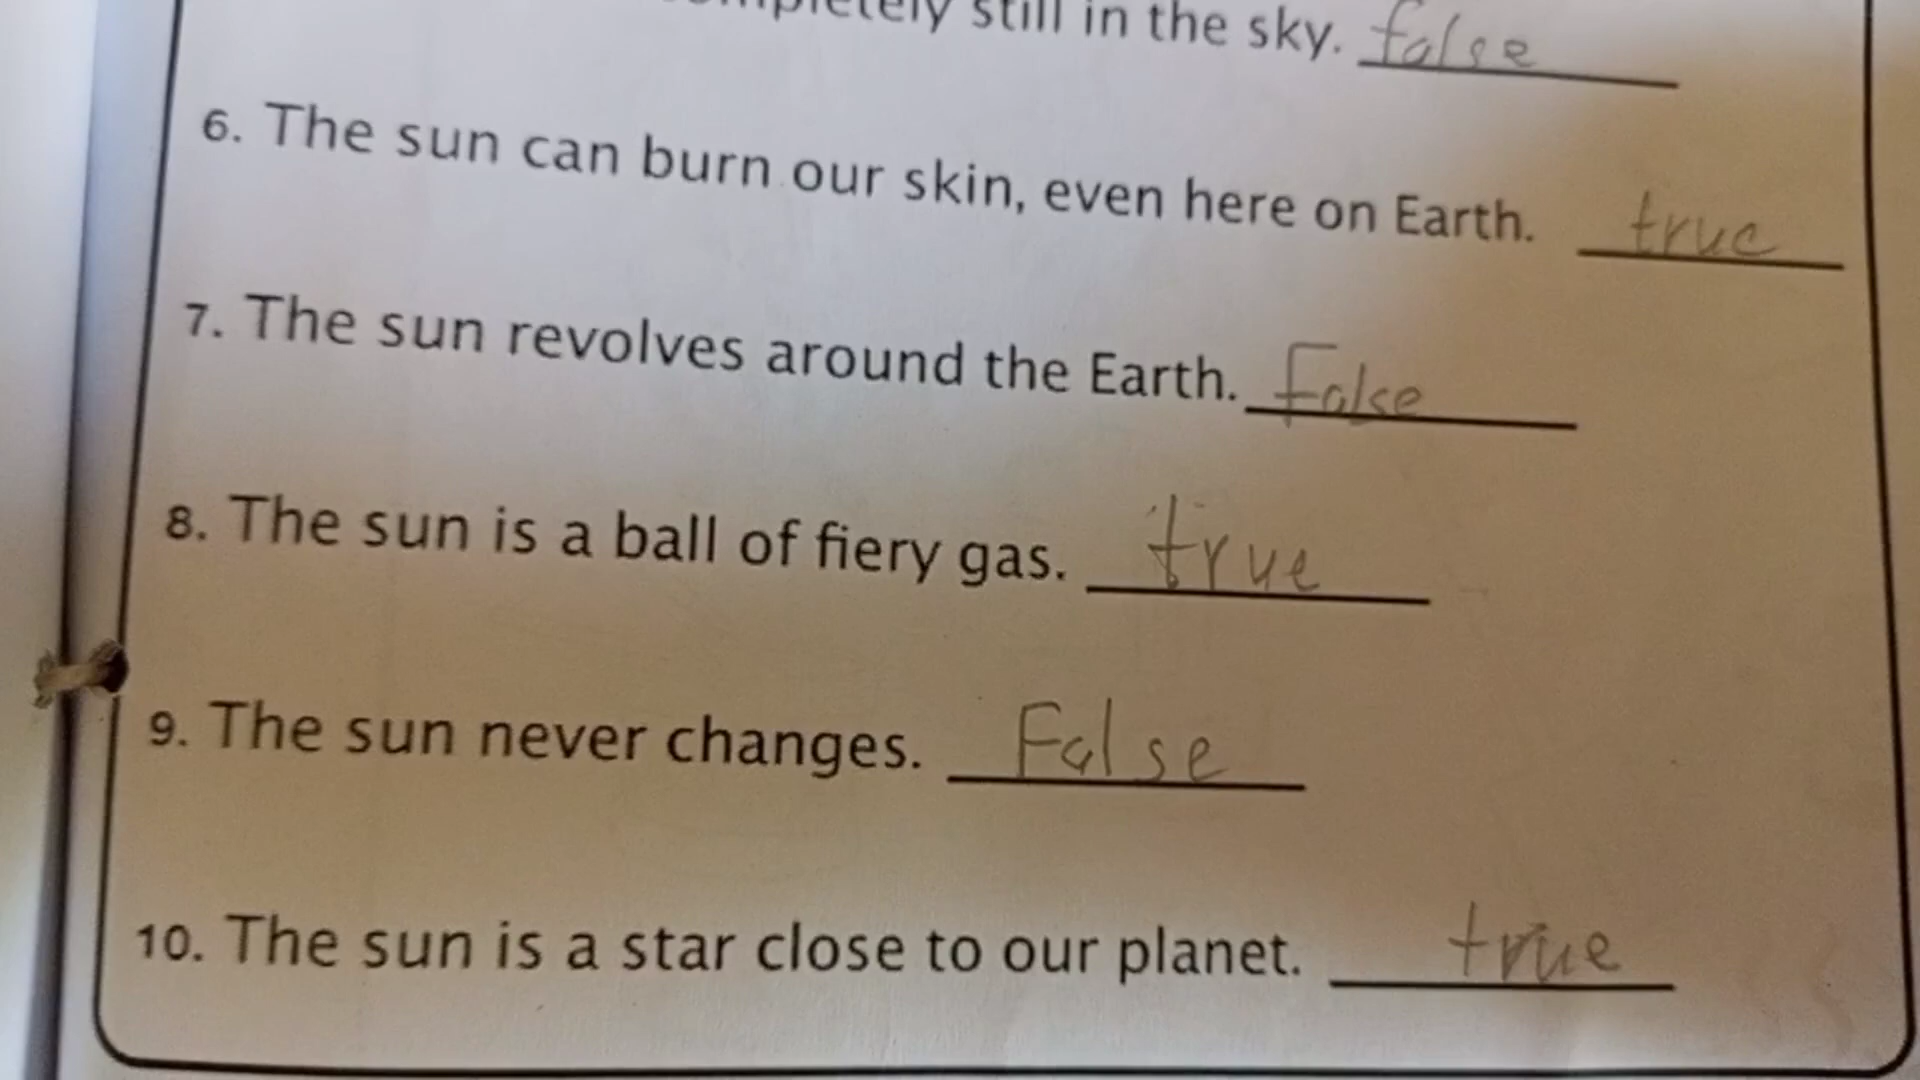 completely still in the sky. false
6. The sun can burn our skin, even here on Earth. true
7. The sun revolves around the Earth. False
8. The sun is a ball of fiery gas. true
9. The sun never changes. False
10. The sun is a star close to our planet. true